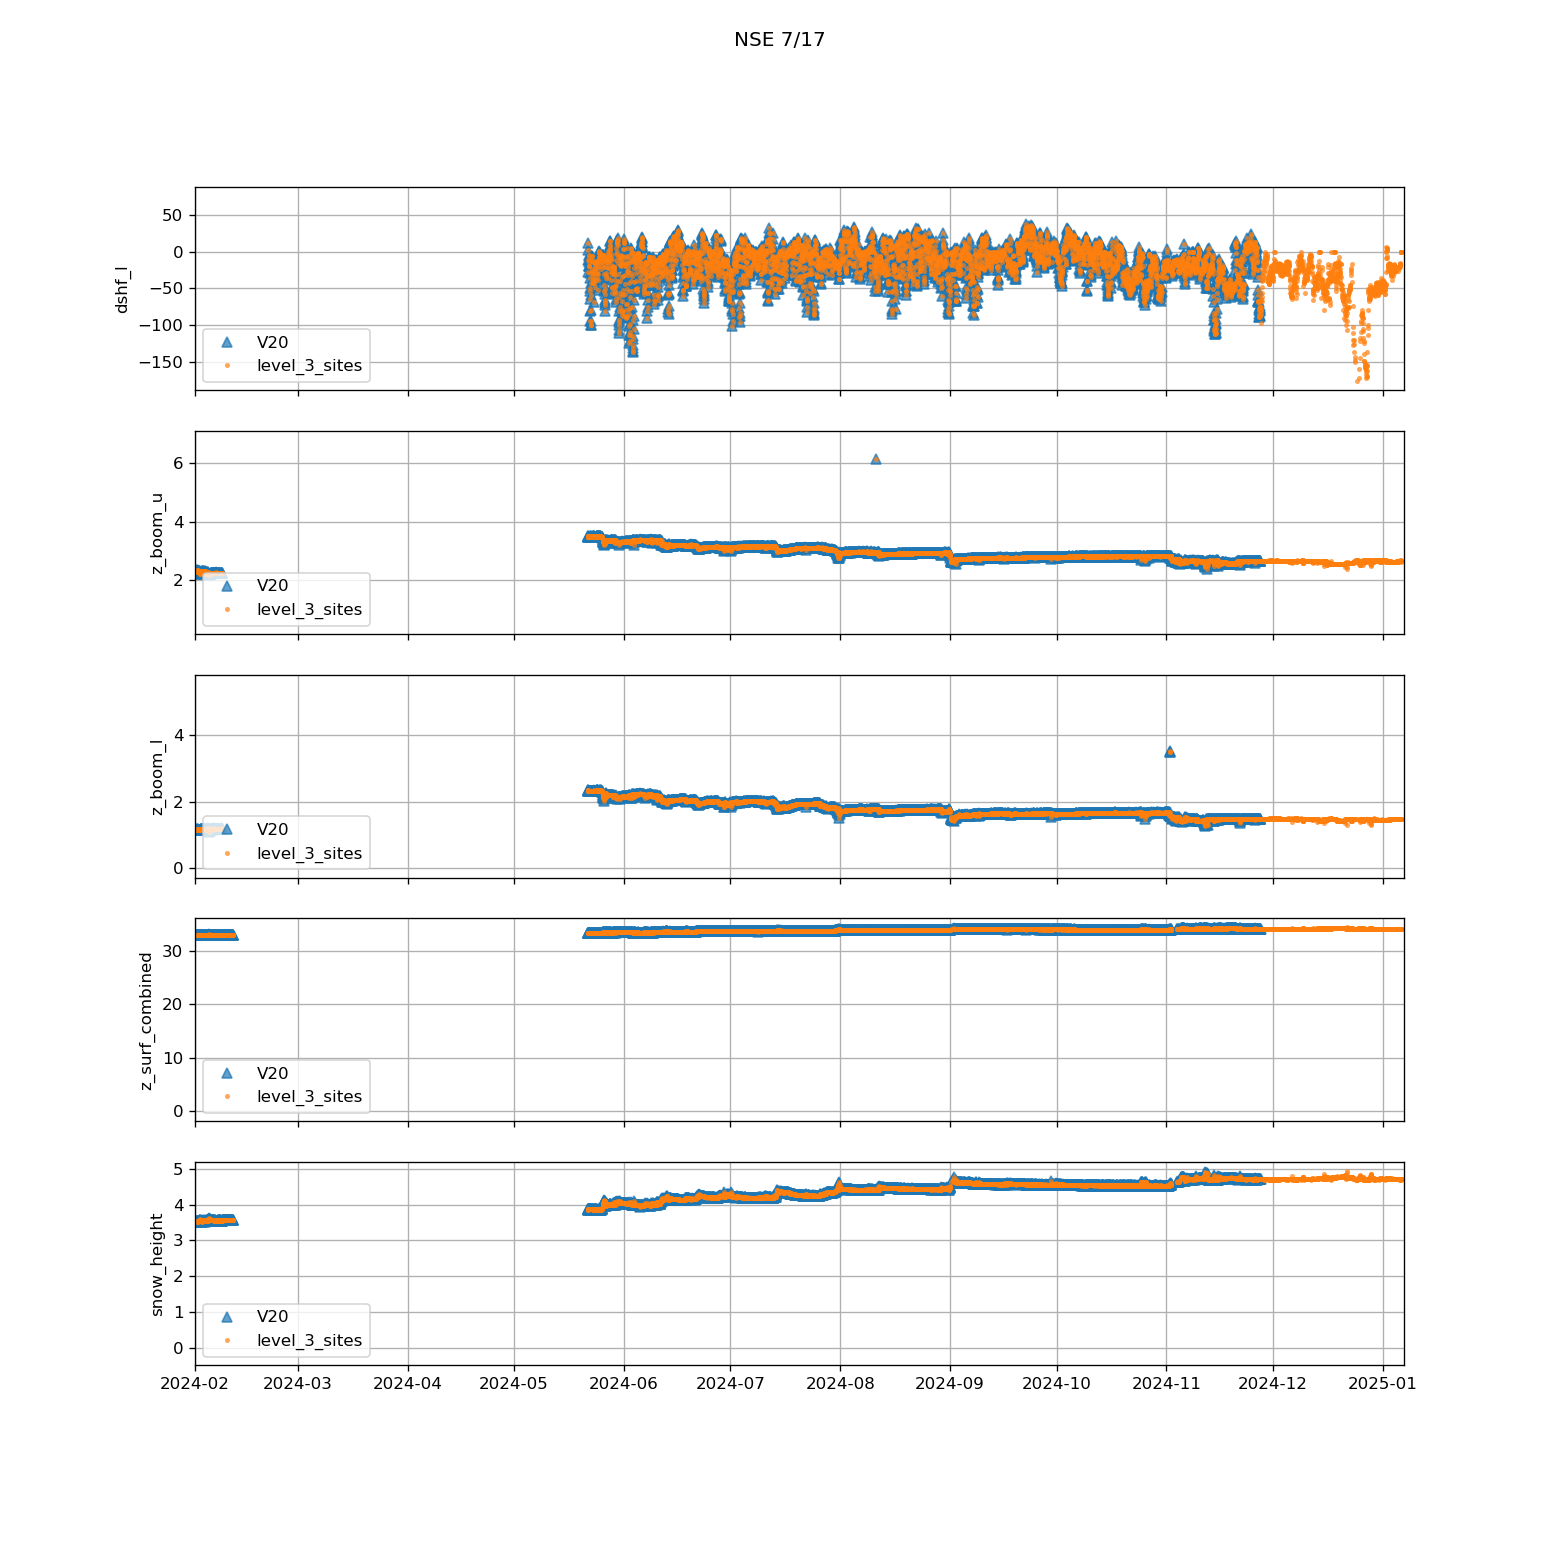 NSE 7/17
50
0
−50
−100
−150
dshf_l
V20
level_3_sites
6
4
2
z_boom_u
V20
level_3_sites
4
2
0
z_boom_l
V20
level_3_sites
30
20
10
0
z_surf_combined
V20
level_3_sites
5
4
3
2
1
0
snow_height
V20
level_3_sites
2024-02 2024-03 2024-04 2024-05 2024-06 2024-07 2024-08 2024-09 2024-10 2024-11 2024-12 2025-01